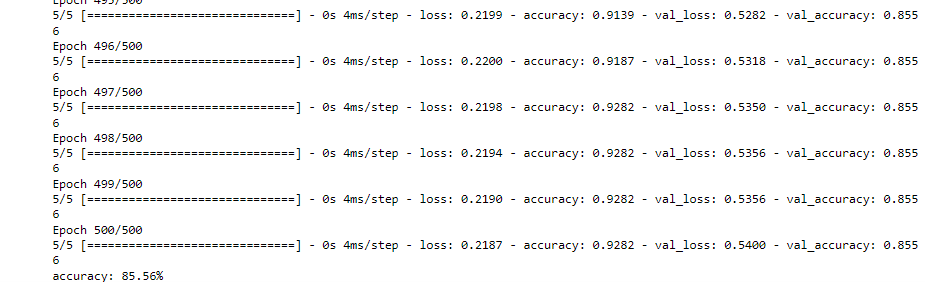 Epoch 495/500
5/5 [==============================] - 0s 4ms/step - loss: 0.2199 - accuracy: 0.9139 - val_loss: 0.5282 - val_accuracy: 0.855
6
Epoch 496/500
5/5 [==============================] - 0s 4ms/step - loss: 0.2200 - accuracy: 0.9187 - val_loss: 0.5318 - val_accuracy: 0.855
6
Epoch 497/500
5/5 [==============================] - 0s 4ms/step - loss: 0.2198 - accuracy: 0.9282 - val_loss: 0.5350 - val_accuracy: 0.855
6
Epoch 498/500
5/5 [==============================] - 0s 4ms/step - loss: 0.2194 - accuracy: 0.9282 - val_loss: 0.5356 - val_accuracy: 0.855
6
Epoch 499/500
5/5 [==============================] - 0s 4ms/step - loss: 0.2190 - accuracy: 0.9282 - val_loss: 0.5356 - val_accuracy: 0.855
6
Epoch 500/500
5/5 [==============================] - 0s 4ms/step - loss: 0.2187 - accuracy: 0.9282 - val_loss: 0.5400 - val_accuracy: 0.855
6
accuracy: 85.56%